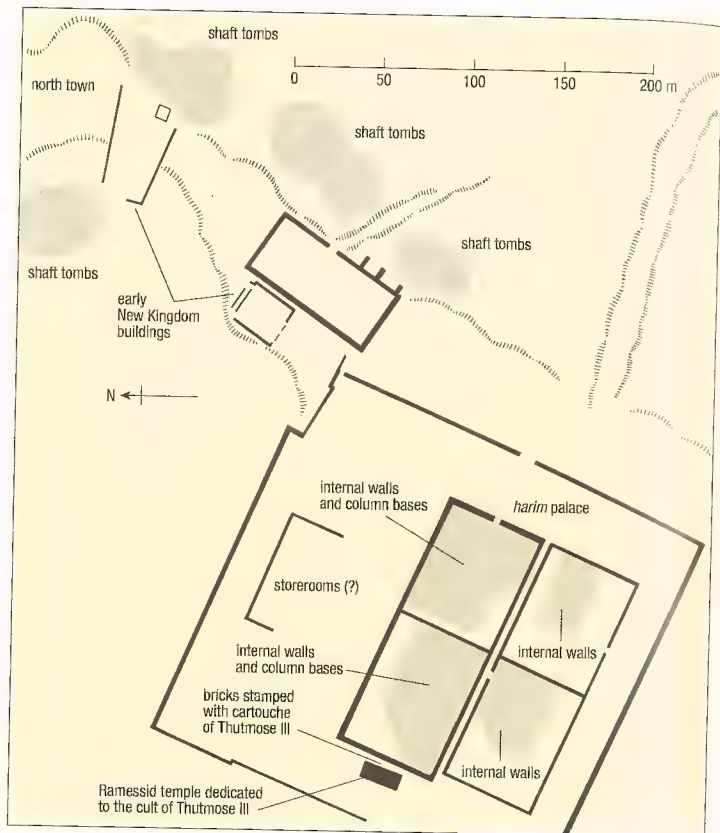 shaft tombs
0 50 100 150 200 m
north town
shaft tombs
shaft tombs
shaft tombs
early
New Kingdom
buildings
N
internal walls
and column bases
harim palace
storerooms (?)
internal walls
internal walls
and column bases
bricks stamped
with cartouche
of Thutmose III
internal walls
Ramessid temple dedicated
to the cult of Thutmose III